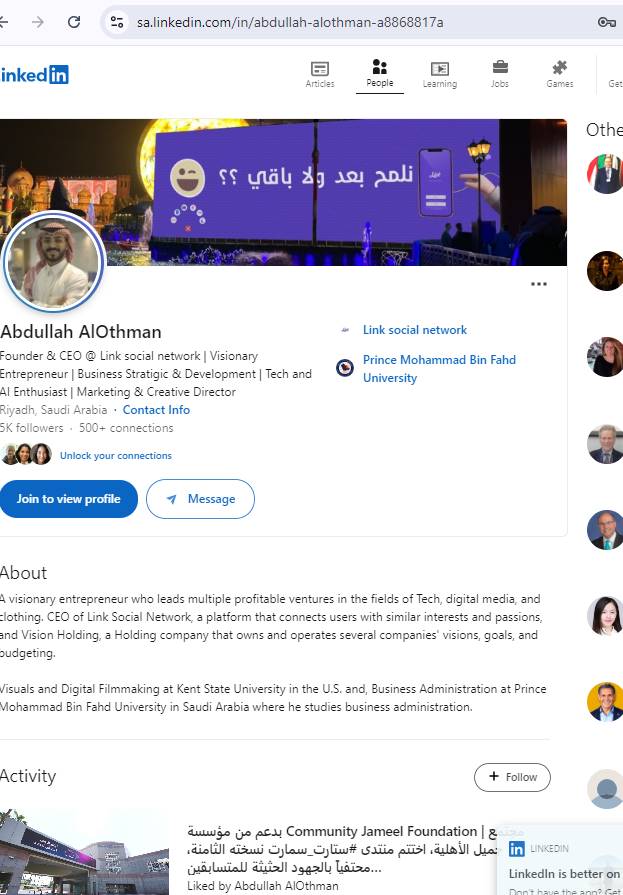 sa.linkedin.com/in/abdullah-alothman-a8868817a
Linkedin
Articles
People
Learning
Jobs
Games
Get
Othe
نلمح بعد ولا باقي ؟؟
Abdullah AlOthman
Founder & CEO @ Link social network | Visionary
Entrepreneur | Business Stratigic & Development | Tech and
AI Enthusiast | Marketing & Creative Director
Riyadh, Saudi Arabia · Contact Info
5K followers · 500+ connections
Unlock your connections
Link social network
Prince Mohammad Bin Fahd
University
Join to view profile
Message
About
A visionary entrepreneur who leads multiple profitable ventures in the fields of Tech, digital media, and
clothing. CEO of Link Social Network, a platform that connects users with similar interests and passions,
and Vision Holding, a Holding company that owns and operates several companies' visions, goals, and
budgeting.
Visuals and Digital Filmmaking at Kent State University in the U.S. and, Business Administration at Prince
Mohammad Bin Fahd University in Saudi Arabia where he studies business administration.
Activity
+ Follow
بدعم من مؤسسة Community Jameel Foundation | مجتمع
جميل الأهلية، اختتم منتدى #ستارت_سمارت نسخته الثامنة،
محتفياً بالجهود الحثيثة للمتسابقين...
Liked by Abdullah AlOthman
LINKEDIN
LinkedIn is better on
Don't have the app? Get